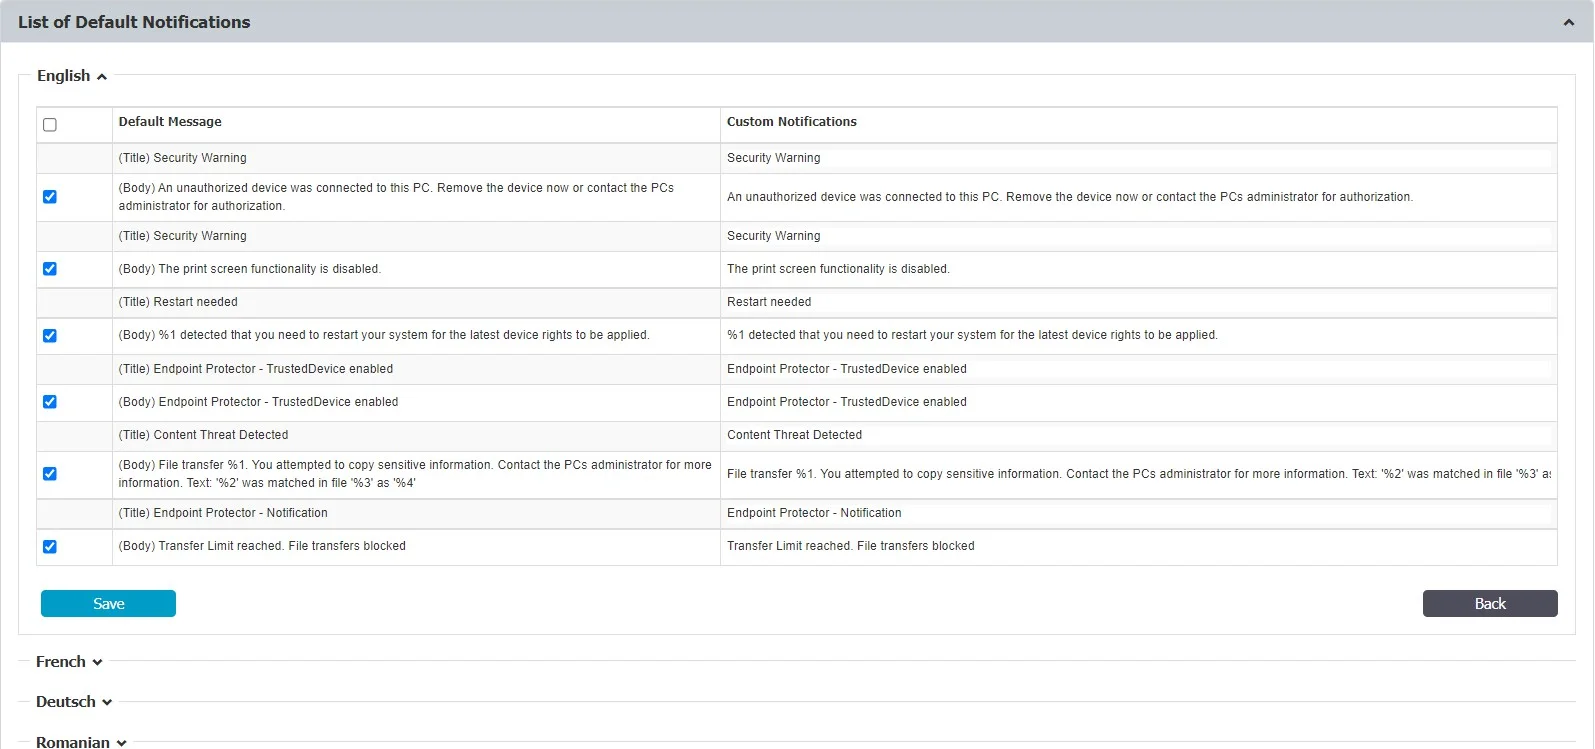 List of Default Notifications
English
Default Message
Custom Notifications
(Title) Security Warning
Security Warning
(Body) An unauthorized device was connected to this PC. Remove the device now or contact the PCs
administrator for authorization.
An unauthorized device was connected to this PC. Remove the device now or contact the PCs administrator for authorization.
(Title) Security Warning
Security Warning
(Body) The print screen functionality is disabled.
The print screen functionality is disabled.
(Title) Restart needed
Restart needed
(Body) %1 detected that you need to restart your system for the latest device rights to be applied.
%1 detected that you need to restart your system for the latest device rights to be applied.
(Title) Endpoint Protector - TrustedDevice enabled
Endpoint Protector - TrustedDevice enabled
(Body) Endpoint Protector - TrustedDevice enabled
Endpoint Protector - TrustedDevice enabled
(Title) Content Threat Detected
Content Threat Detected
(Body) File transfer %1. You attempted to copy sensitive information. Contact the PCs administrator for more
information. Text: '%2' was matched in file '%3' as '%4'
File transfer %1. You attempted to copy sensitive information. Contact the PCs administrator for more information. Text: '%2' was matched in file '%3' as
(Title) Endpoint Protector - Notification
Endpoint Protector - Notification
(Body) Transfer Limit reached. File transfers blocked
Transfer Limit reached. File transfers blocked
Save
Back
French
Deutsch
Romanian